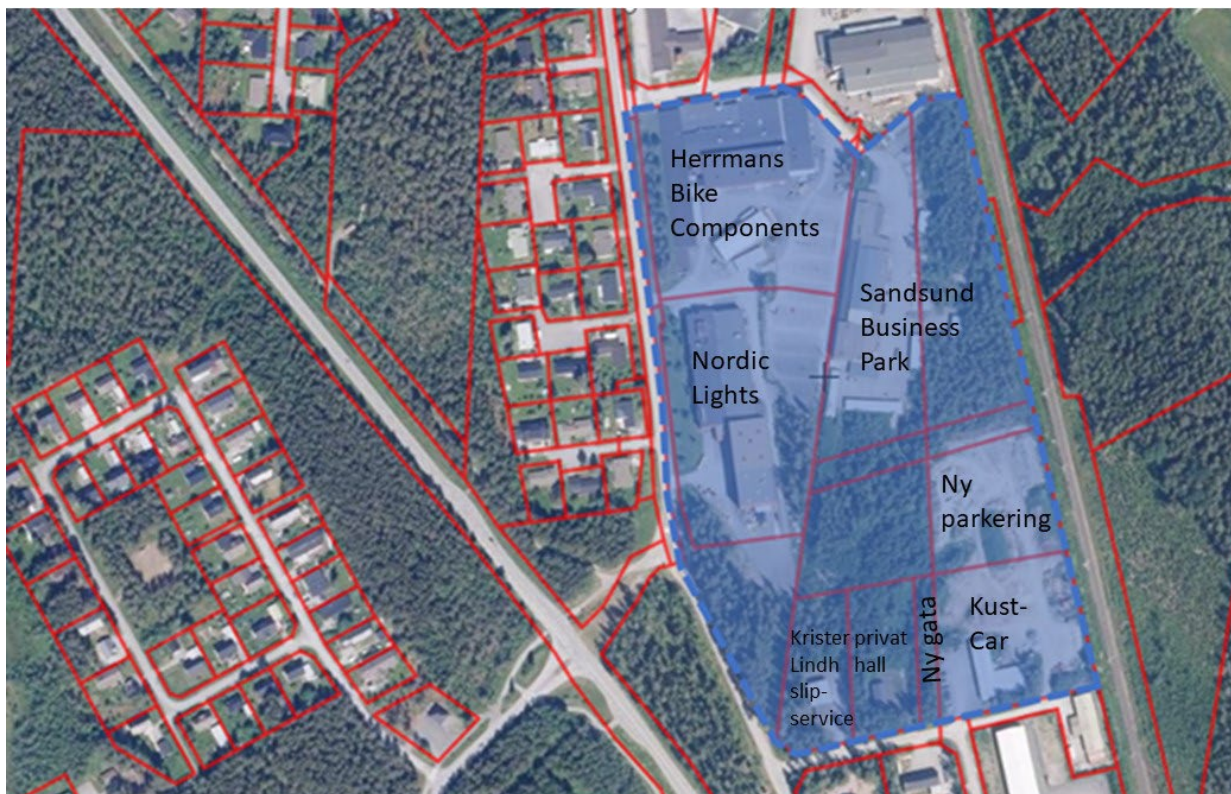 Herrmans
Bike
Components
Sandsund
Business
Park
Nordic
Lights
Ny
parkering
Ny gata
Kust-
Car
Krister
Lindh
slip-
service
privat
hall